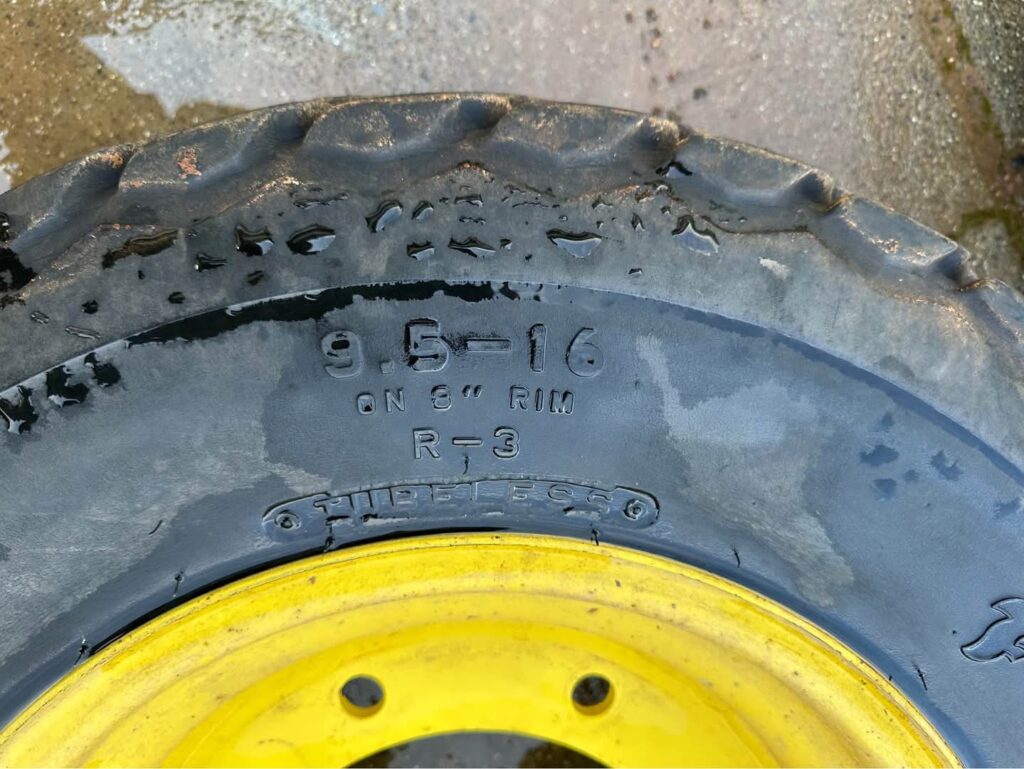 9.5-16
ON 8" RIM
R-3
TUBELESS